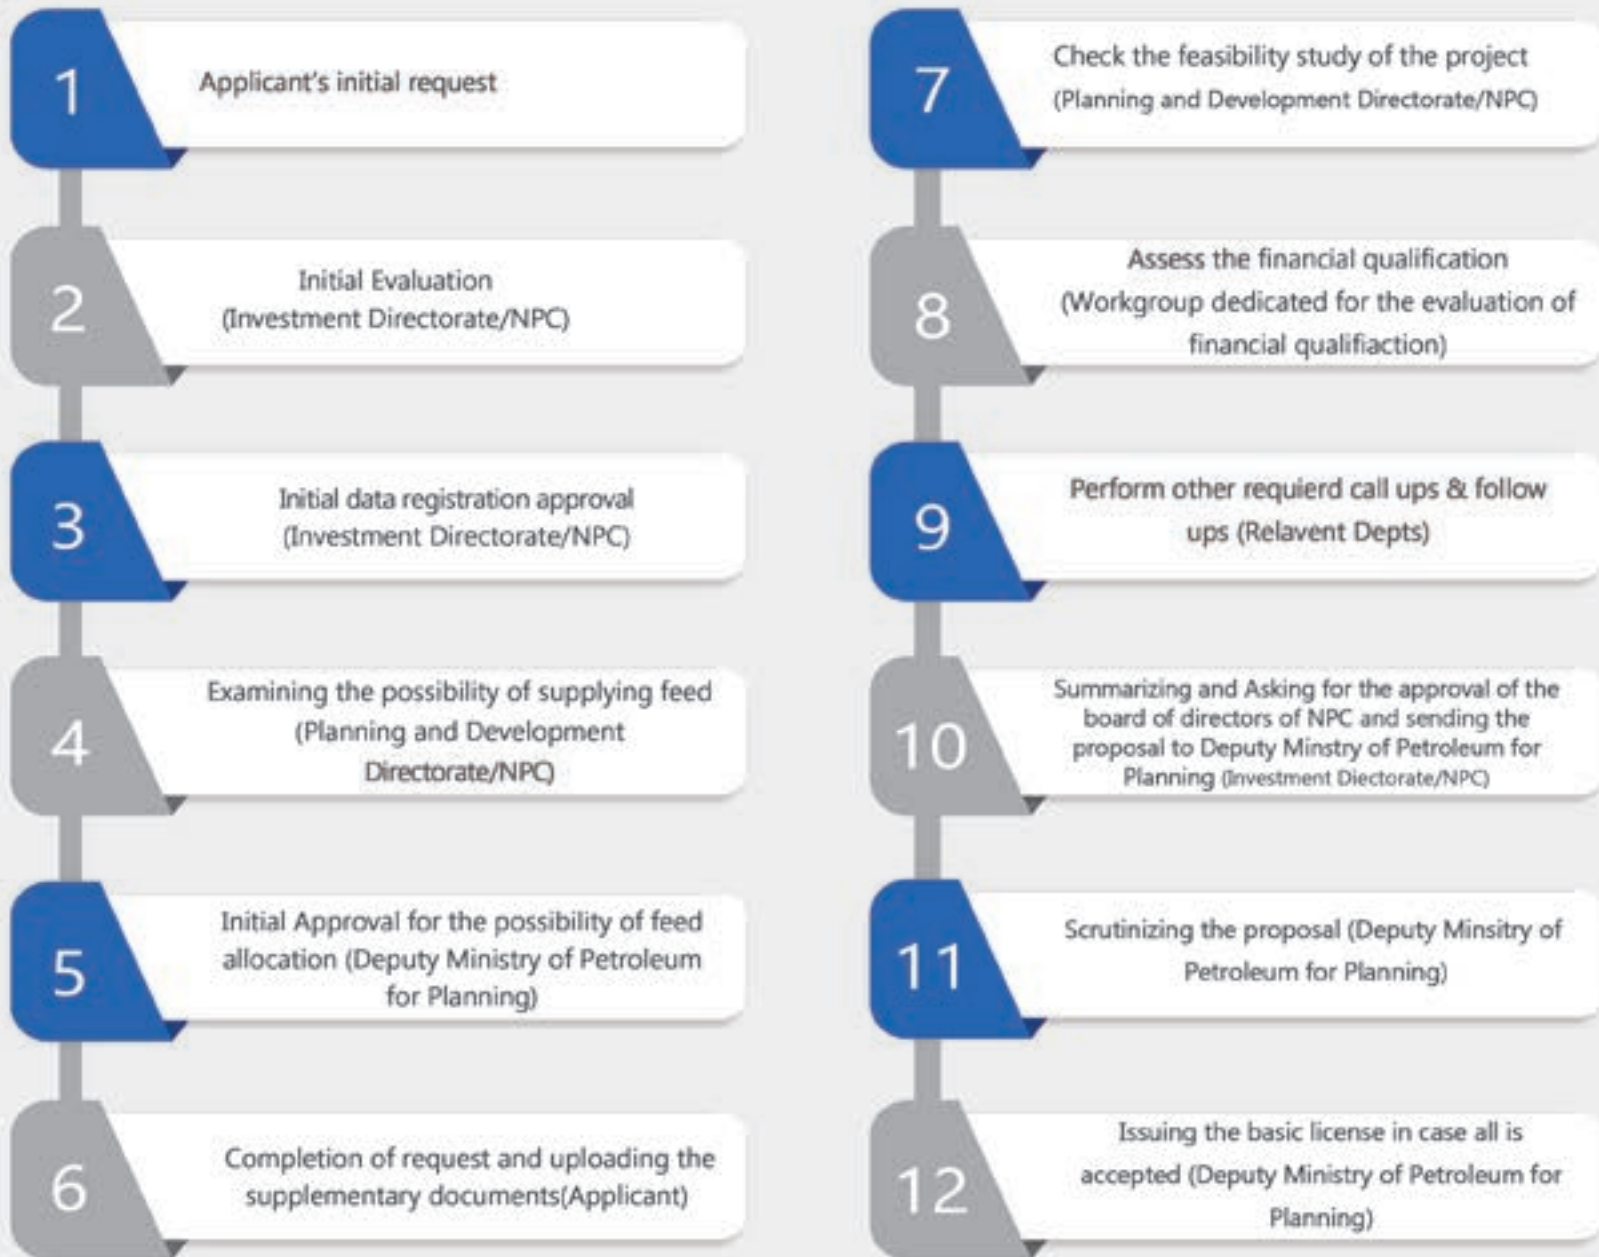 1
Applicant's initial request
2
Initial Evaluation
(Investment Directorate/NPC)
3
Initial data registration approval
(Investment Directorate/NPC)
4
Examining the possibility of supplying feed
(Planning and Development
Directorate/NPC)
5
Initial Approval for the possibility of feed
allocation (Deputy Ministry of Petroleum
for Planning)
6
Completion of request and uploading the
supplementary documents(Applicant)
7
Check the feasibility study of the project
(Planning and Development Directorate/NPC)
8
Assess the financial qualification
(Workgroup dedicated for the evaluation of
financial qualifiaction)
9
Perform other requierd call ups & follow
ups (Relavent Depts)
10
Summarizing and Asking for the approval of the
board of directors of NPC and sending the
proposal to Deputy Minstry of Petroleum for
Planning (Investment Diectorate/NPC)
11
Scrutinizing the proposal (Deputy Minsitry of
Petroleum for Planning)
12
Issuing the basic license in case all is
accepted (Deputy Ministry of Petroleum for
Planning)